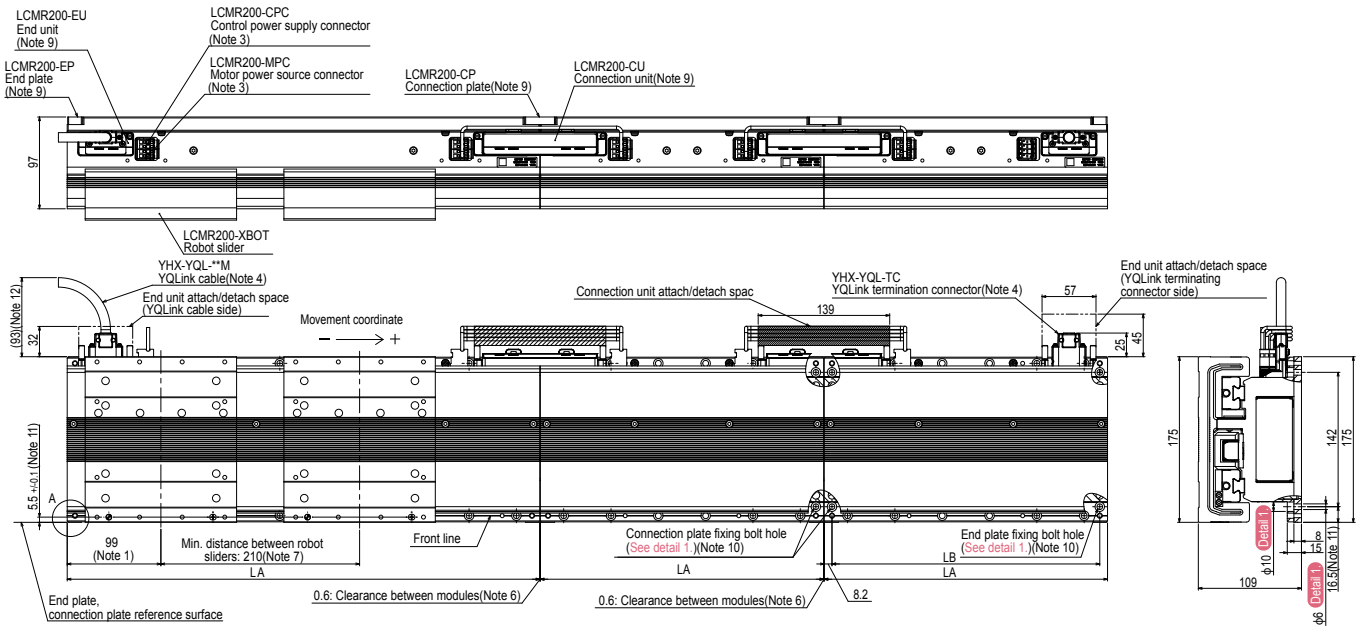 LCMR200-EU
End unit
(Note 9)
LCMR200-CPC
Control power supply connector
(Note 3)
LCMR200-EP
End plate
(Note 9)
LCMR200-MPC
Motor power source connector
(Note 3)
LCMR200-CP
Connection plate(Note 9)
LCMR200-CU
Connection unit(Note 9)
97
LCMR200-XBOT
Robot slider
YHX-YQL-**M
YQLink cable(Note 4)
End unit attach/detach space
(YQLink cable side)
(93)(Note 12)
32
Movement coordinate
− +
Connection unit attach/detach spac
139
YHX-YQL-TC
YQLink termination connector(Note 4)
57
End unit attach/detach space
(YQLink terminating
connector side)
25
45
5.5 +/-0.1 (Note 11)
A
175
142
175
99
(Note 1)
Min. distance between robot
sliders: 210(Note 7)
Front line
Connection plate fixing bolt hole
(See detail 1.)(Note 10)
End plate fixing bolt hole
(See detail 1.)(Note 10)
LB
LA
LA
LA
End plate,
connection plate reference surface
0.6: Clearance between modules(Note 6)
0.6: Clearance between modules(Note 6)
8.2
109
φ10 Detail 1.
8
15
16.5(Note 11)
φ6 Detail 1.